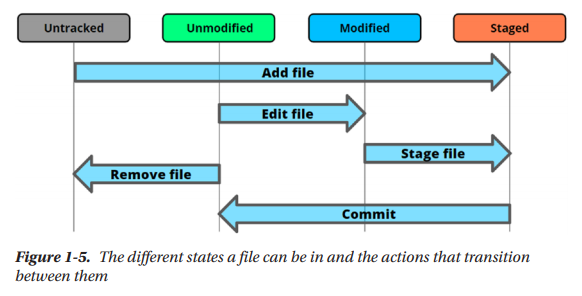 Untracked Unmodified Modified Staged
Add file
Edit file
Stage file
Remove file
Commit
Figure 1-5. The different states a file can be in and the actions that transition
between them